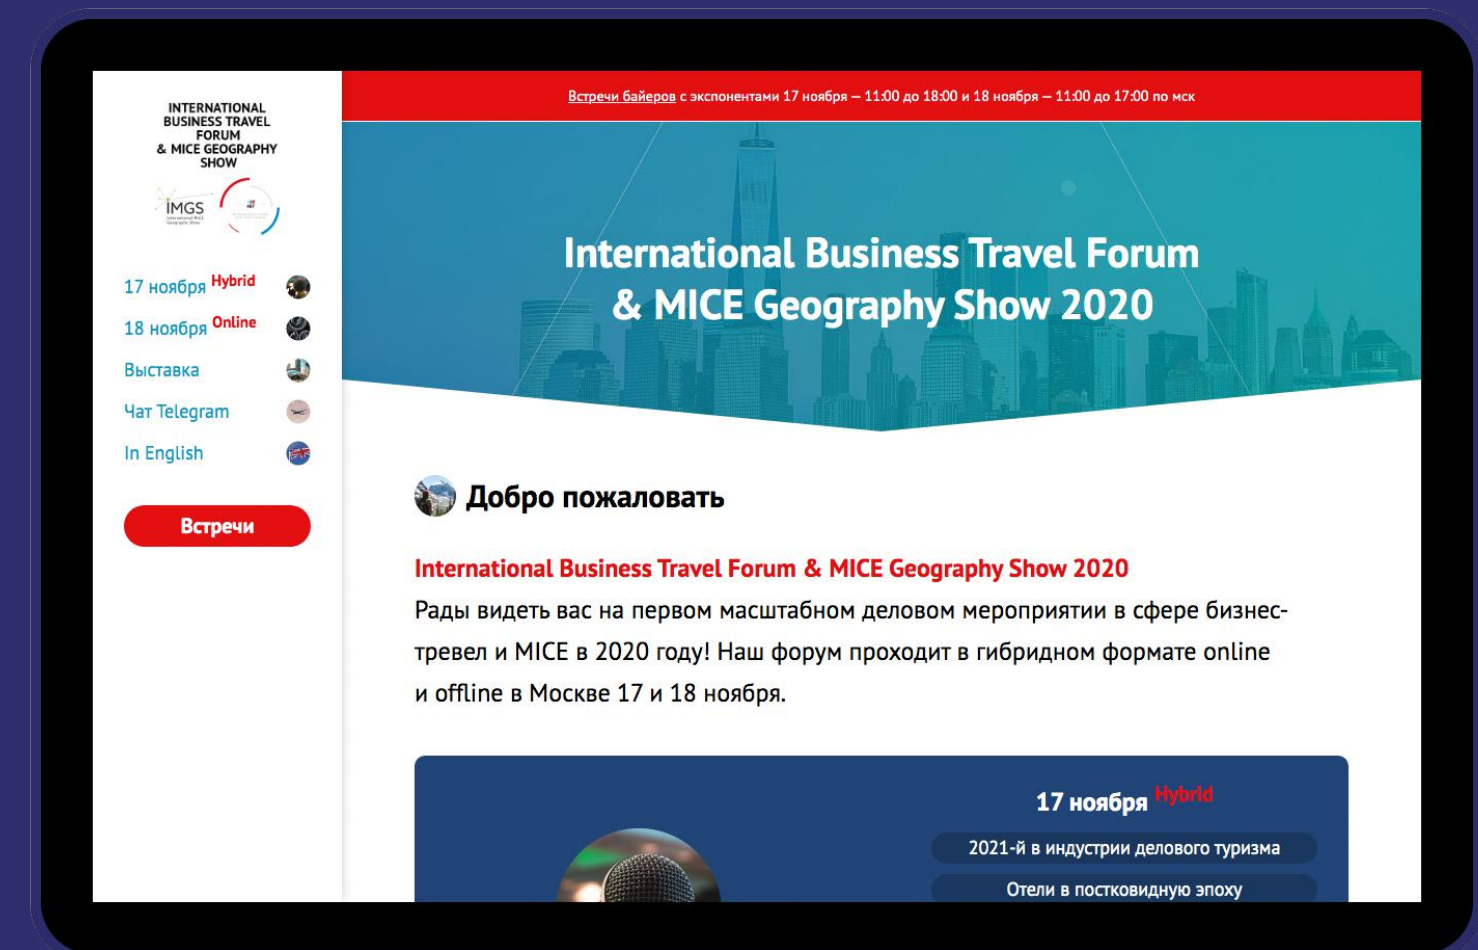 INTERNATIONAL
BUSINESS TRAVEL
FORUM
& MICE GEOGRAPHY
SHOW
IMGS
17 ноября Hybrid
18 ноября Online
Выставка
Чат Telegram
In English
Встречи
Встречи байеров с экспонентами 17 ноября — 11:00 до 18:00 и 18 ноября — 11:00 до 17:00 по мск
International Business Travel Forum
& MICE Geography Show 2020
Добро пожаловать
International Business Travel Forum & MICE Geography Show 2020
Рады видеть вас на первом масштабном деловом мероприятии в сфере бизнес-
тревел и MICE в 2020 году! Наш форум проходит в гибридном формате online
и offline в Москве 17 и 18 ноября.
17 ноября Hybrid
2021-й в индустрии делового туризма
Отели в постковидную эпоху